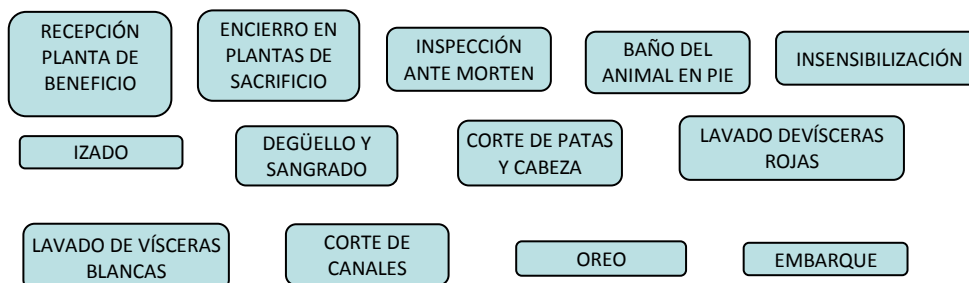 RECEPCIÓN
PLANTA DE
BENEFICIO
ENCIERRO EN
PLANTAS DE
SACRIFICIO
INSPECCIÓN
ANTE MORTEN
BAÑO DEL
ANIMAL EN PIE
INSENSIBILIZACIÓN
IZADO
DEGÜELLO Y
SANGRADO
CORTE DE PATAS
Y CABEZA
LAVADO DEVÍSCERAS
ROJAS
LAVADO DE VÍSCERAS
BLANCAS
CORTE DE
CANALES
OREO
EMBARQUE